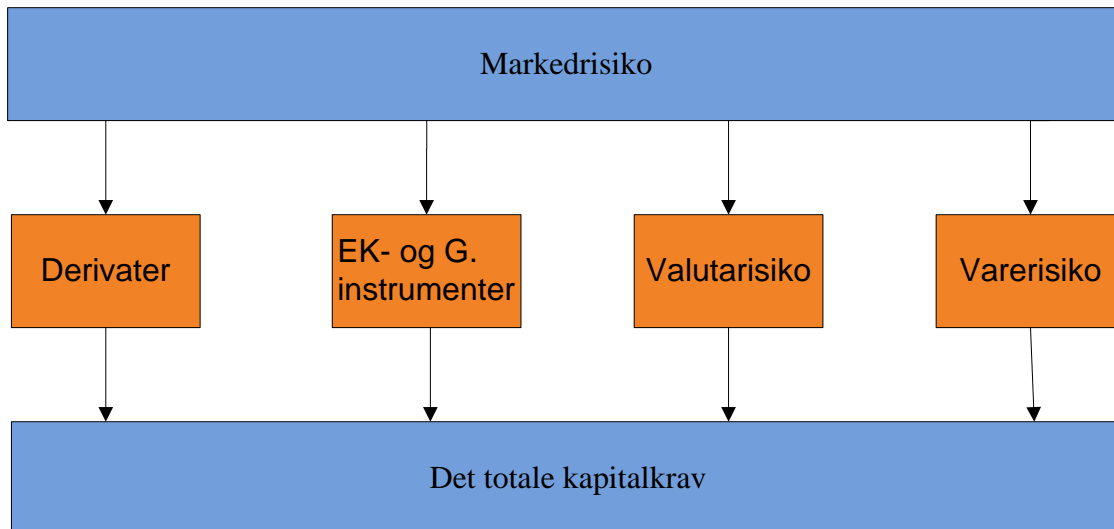 Markedrisiko
Derivater
EK- og G.
instrumenter
Valutarisiko
Varerisiko
Det totale kapitalkrav